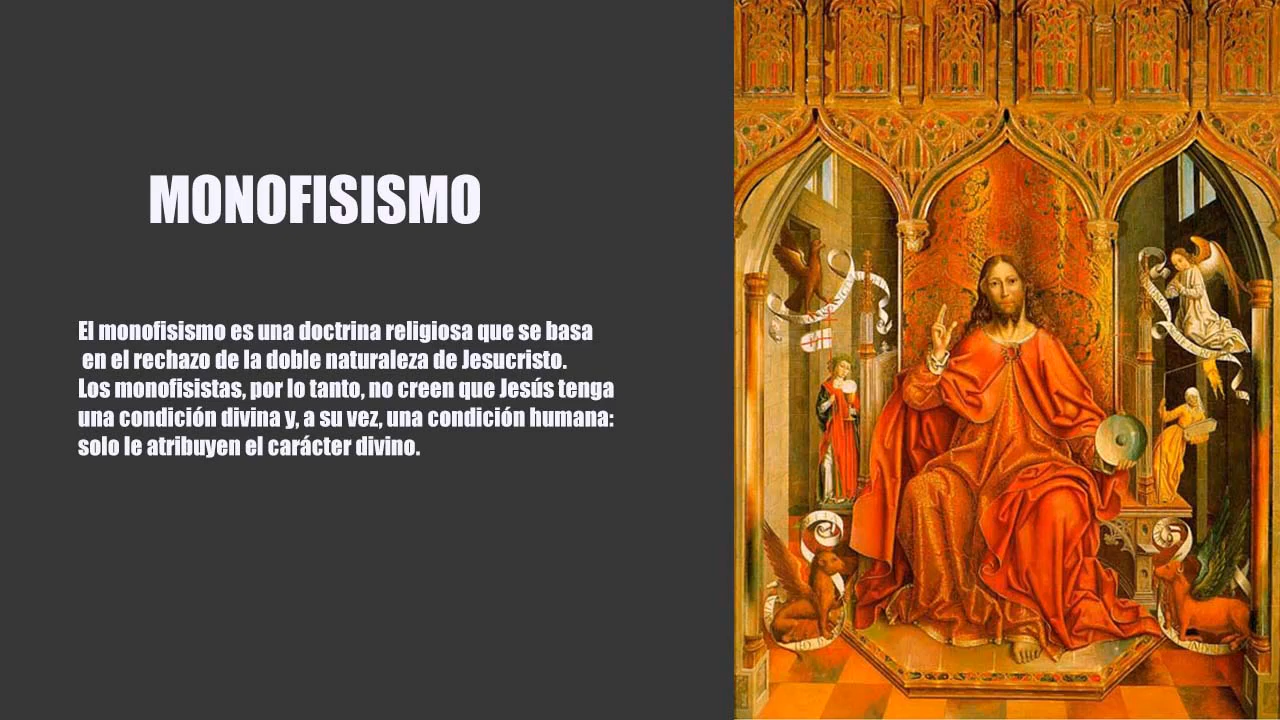 MONOFISISMO
El monofisismo es una doctrina religiosa que se basa
en el rechazo de la doble naturaleza de Jesucristo.
Los monofisistas, por lo tanto, no creen que Jesús tenga
una condición divina y, a su vez, una condición humana:
solo le atribuyen el carácter divino.